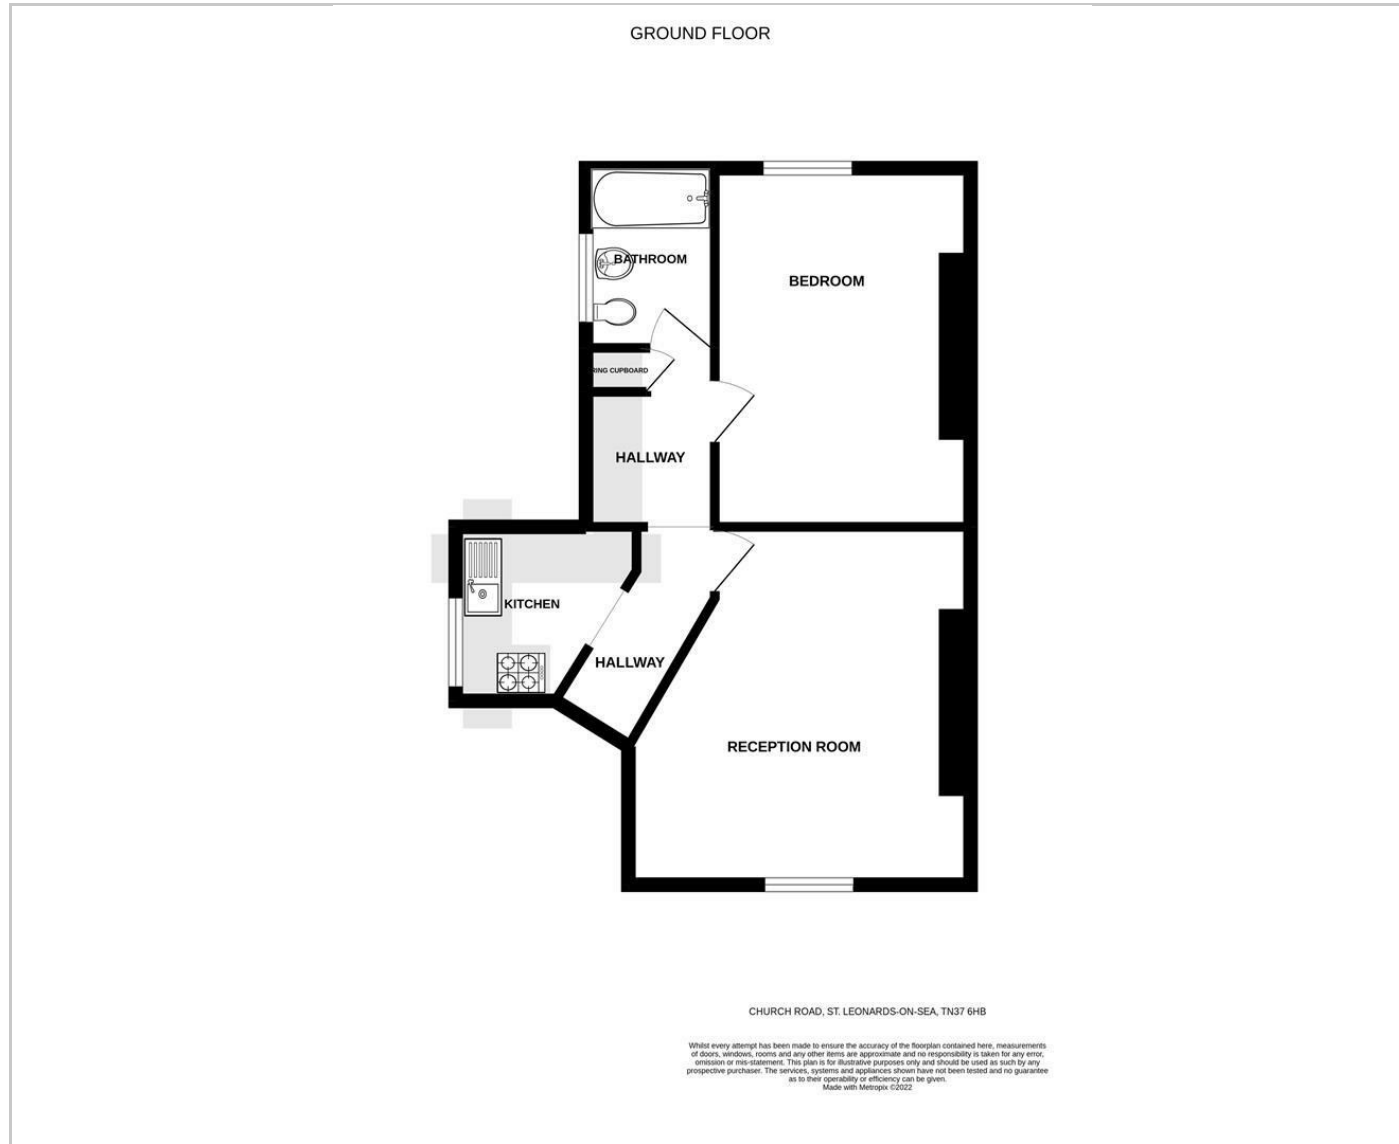 GROUND FLOOR
BATHROOM
BEDROOM
RING CUPBOARD
HALLWAY
KITCHEN
HALLWAY
RECEPTION ROOM
CHURCH ROAD, ST. LEONARDS-ON-SEA, TN37 6HB
Whilst every attempt has been made to ensure the accuracy of the floorplan contained here, measurements
of doors, windows, rooms and any other items are approximate and no responsibility is taken for any error,
omission or mis-statement. This plan is for illustrative purposes only and should be used as such by any
prospective purchaser. The services, systems and appliances shown have not been tested and no guarantee
as to their operability or efficiency can be given.
Made with Metropix ©2022